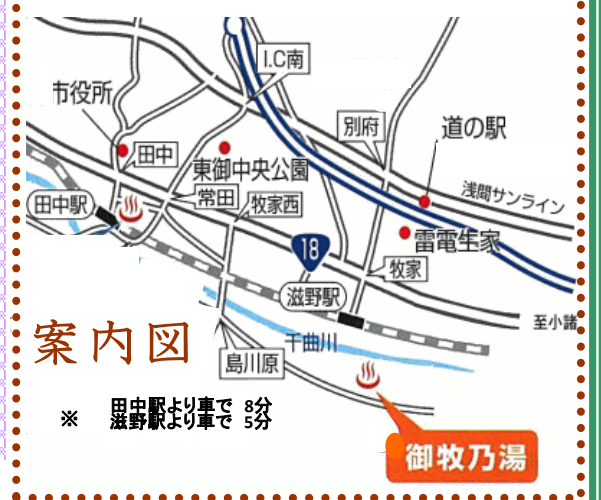 I.C南
市役所
別府
道の駅
田中
東御中央公園
浅間サンライン
常田
田中駅
牧家西
雷電生家
18
牧家
滋野駅
至小諸
案内図
千曲川
島川原
※ 田中駅より車で 8分
滋野駅より車で 5分
御牧乃湯